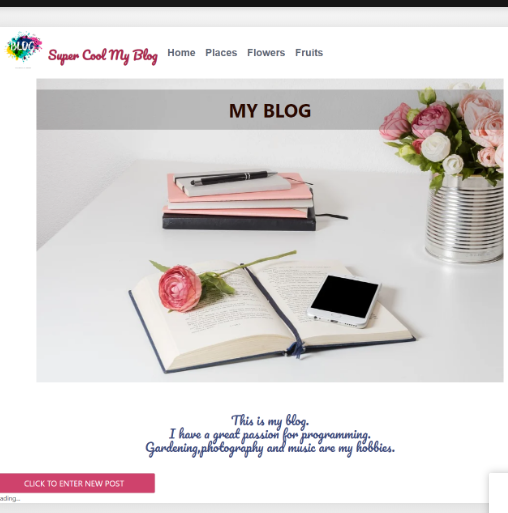 BLOG
Super Cool My Blog
Home Places Flowers Fruits
MY BLOG
This is my blog.
I have a great passion for programming.
Gardening,photography and music are my hobbies.
CLICK TO ENTER NEW POST
ading...